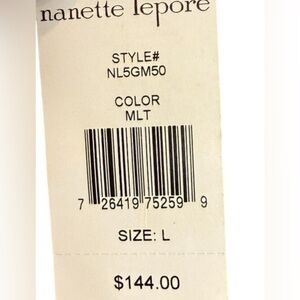 nanette lepore
STYLE#
NL5GM50
COLOR
MLT
7 26419 75259 9
SIZE: L
$144.00